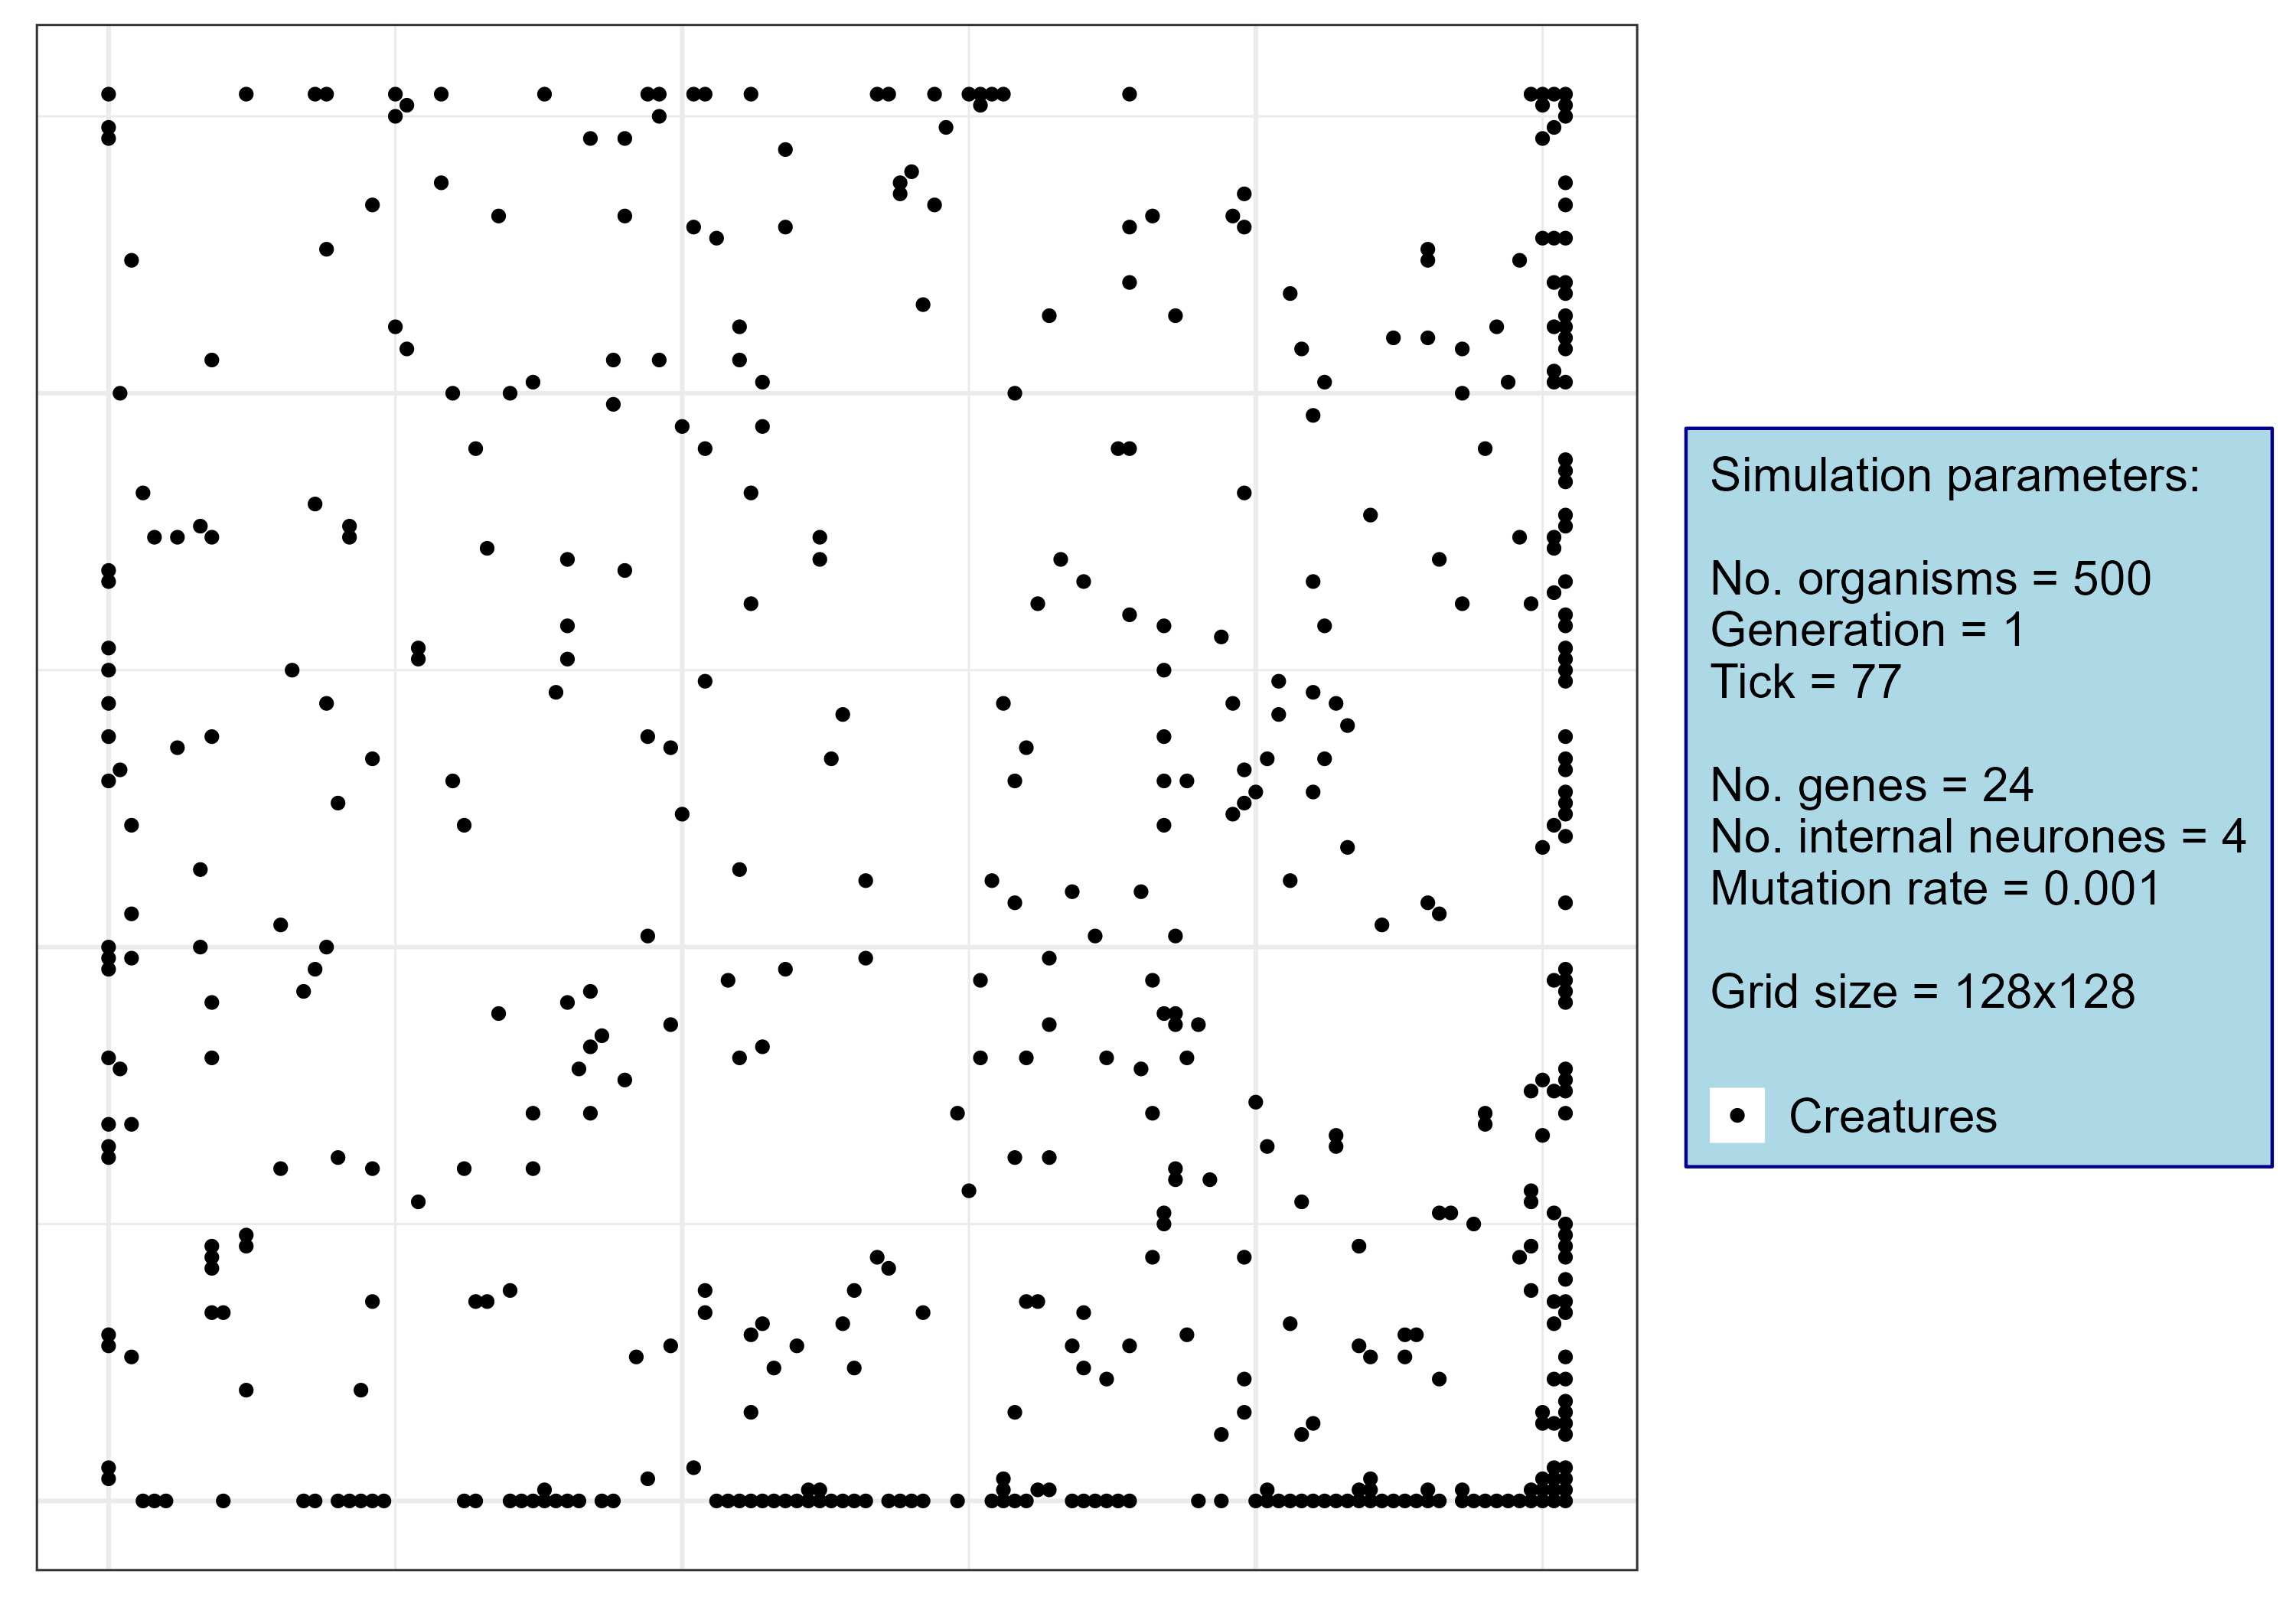 Simulation parameters:
No. organisms = 500
Generation = 1
Tick = 77
No. genes = 24
No. internal neurones = 4
Mutation rate = 0.001
Grid size = 128x128
Creatures